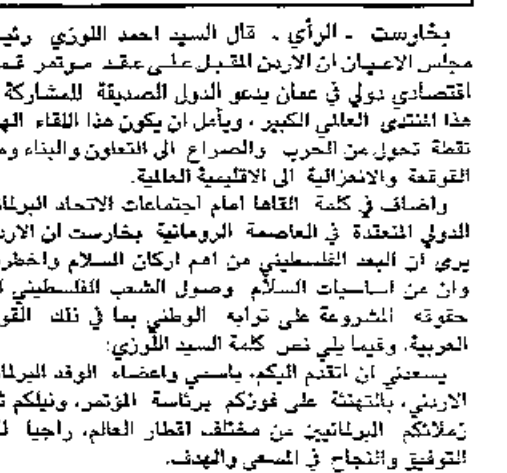 بخارست - الرأي - قال السيد احمد اللوزي رئيـ
مجلس الاعيان ان الاردن المقبل على عقد مؤتمر قمـ
اقتصادي دولي في عمان يدعو الدول الصديقة للمشاركة
هذا المنتدى العالمي الكبير ، ويأمل ان يكون هذا اللقاء الهـ
نقطة تحول من الحرب والصراع الى التعاون والبناء ومـ
القوقعة والانعزالية الى الاقليمية العالمية.
واضاف في كلمة القاها امام اجتماعات الاتحاد البرلمـ
الدولي المنعقدة في العاصمة الرومانية بخارست ان الارد
يرى ان البعد الفلسطيني من اهم اركان السلام واخطر
وان من اساسيات السلام وصول الشعب الفلسطيني
حقوقه المشروعة على ترابه الوطني بما في ذلك القد
العربية. وفيما يلي نص كلمة السيد اللوزي:
يسعدني ان اتقدم اليكم، باسمي واعضاء الوفد البرلمـ
الاردني، بالتهنئة على فوزكم برئاسة المؤتمر، ونيلكم ثـ
زملائكم البرلمانيين من مختلف اقطار العالم، راجيا لـ
التوفيق والنجاح في المسعى والهدف.